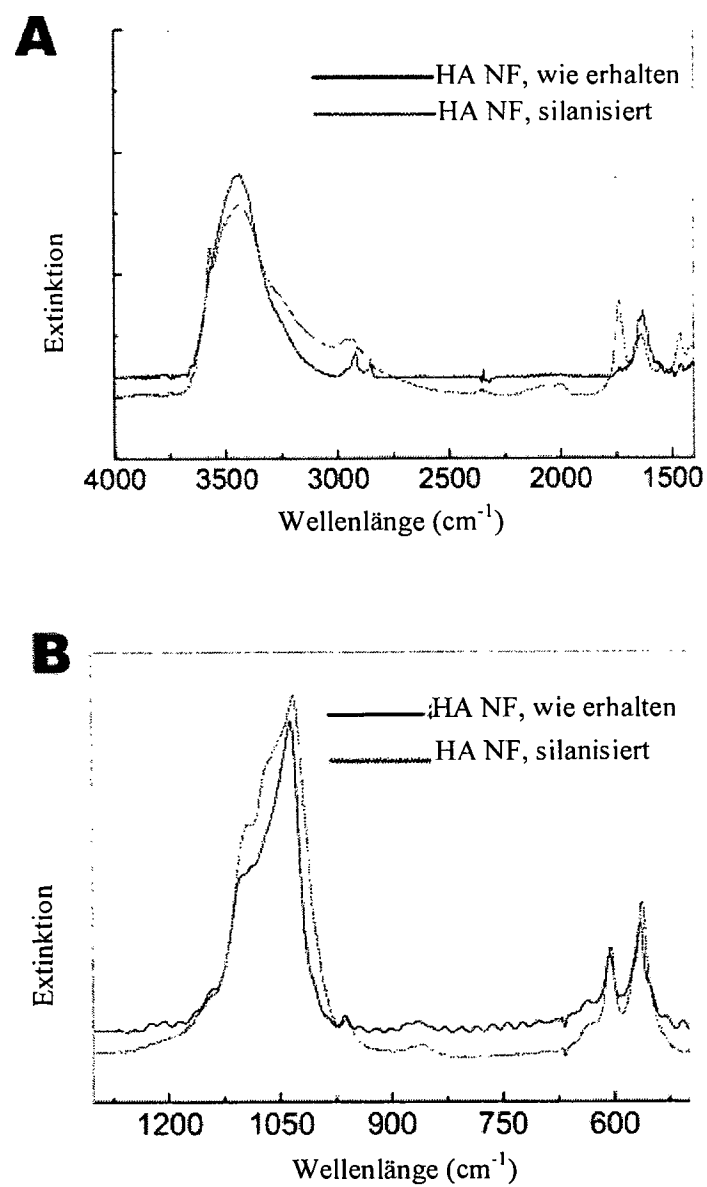 A
HA NF, wie erhalten
HA NF, silanisiert
Extinktion
4000 3500 3000 2500 2000 1500
Wellenlänge (cm-1)
B
HA NF, wie erhalten
HA NF, silanisiert
Extinktion
1200 1050 900 750 600
Wellenlänge (cm-1)